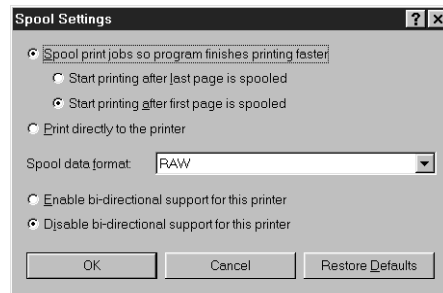 Spool Settings
Spool print jobs so program finishes printing faster
Start printing after last page is spooled
Start printing after first page is spooled
Print directly to the printer
Spool data format: RAW
Enable bi-directional support for this printer
Disable bi-directional support for this printer
OK Cancel Restore Defaults